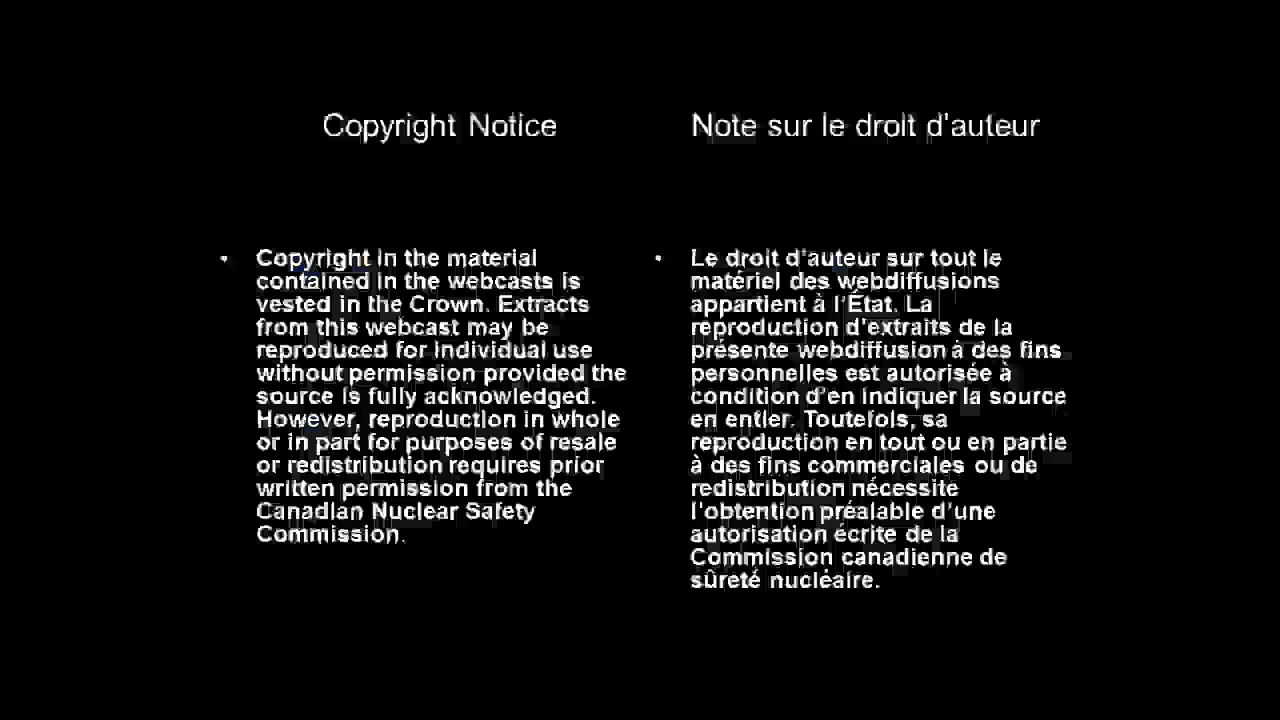 Copyright Notice
Note sur le droit d'auteur
• Copyright in the material
contained in the webcasts is
vested in the Crown. Extracts
from this webcast may be
reproduced for individual use
without permission provided the
source is fully acknowledged.
However, reproduction in whole
or in part for purposes of resale
or redistribution requires prior
written permission from the
Canadian Nuclear Safety
Commission.
• Le droit d'auteur sur tout le
matériel des webdiffusions
appartient à l'État. La
reproduction d'extraits de la
présente webdiffusion à des fins
personnelles est autorisée à
condition d'en indiquer la source
en entier. Toutefois, sa
reproduction en tout ou en partie
à des fins commerciales ou de
redistribution nécessite
l'obtention préalable d'une
autorisation écrite de la
Commission canadienne de
sûreté nucléaire.